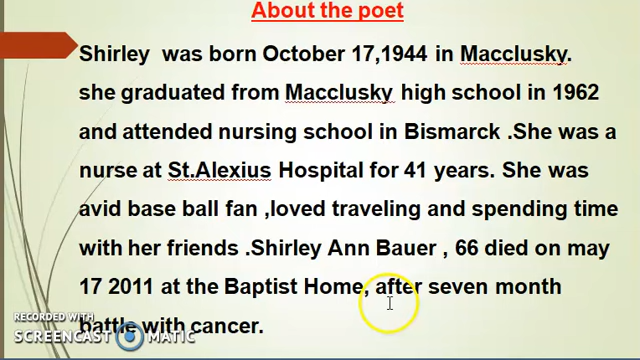 About the poet
Shirley was born October 17,1944 in Macclusky.
she graduated from Macclusky high school in 1962
and attended nursing school in Bismarck .She was a
nurse at St.Alexius Hospital for 41 years. She was
avid base ball fan ,loved traveling and spending time
with her friends .Shirley Ann Bauer , 66 died on may
17 2011 at the Baptist Home, after seven month
battle with cancer.
RECORDED WITH
SCREENCAST MATIC